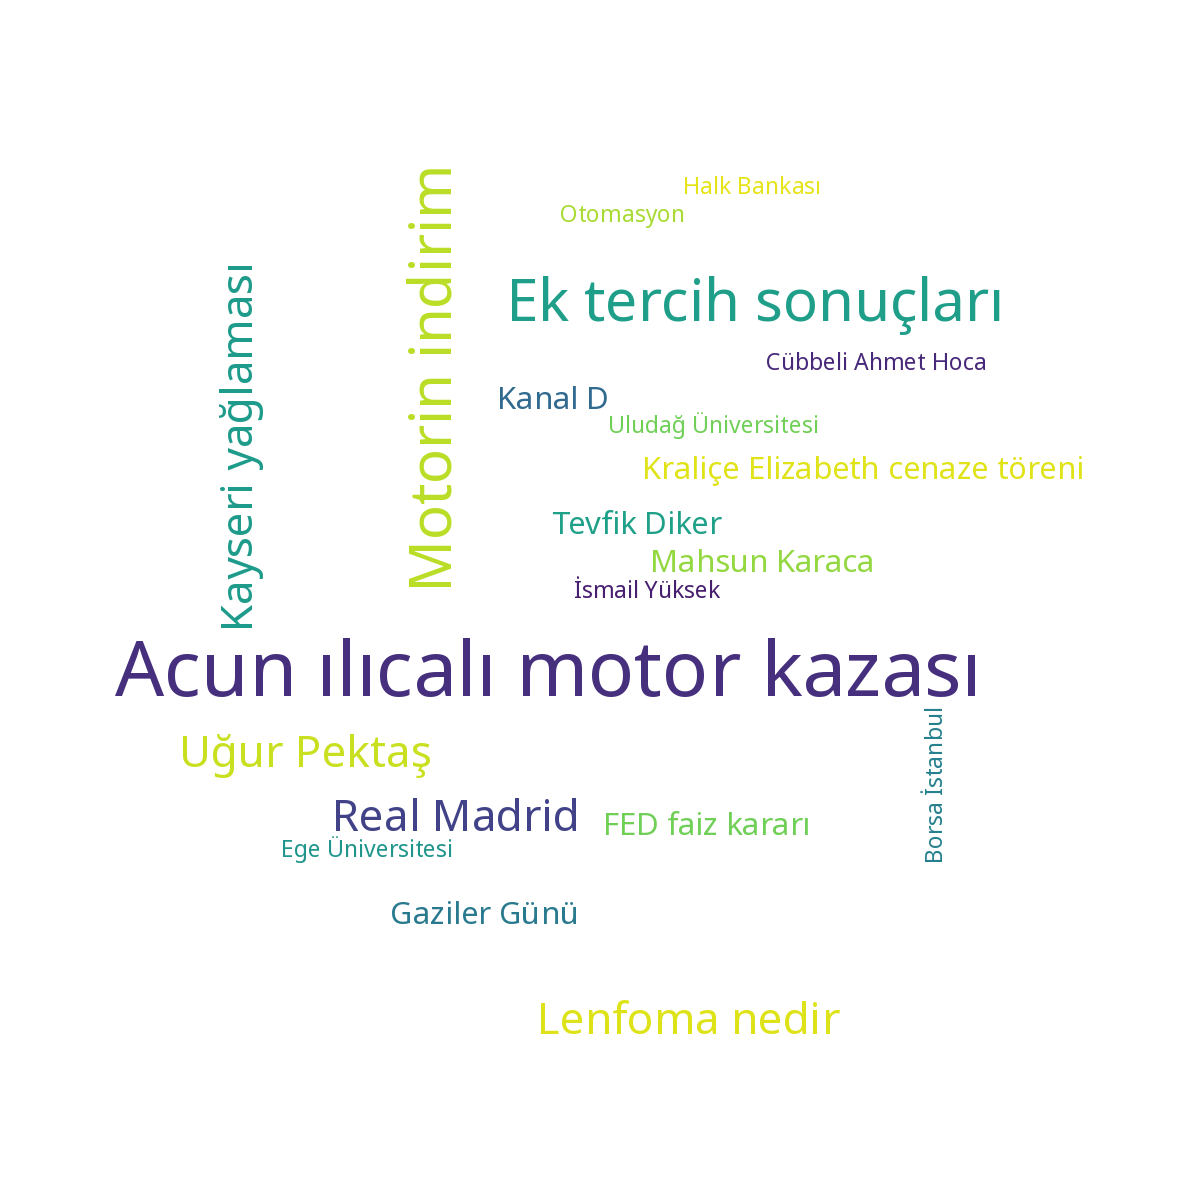 Halk Bankası
Otomasyon
Motorin indirim
Kayseri yağlaması
Ek tercih sonuçları
Cübbeli Ahmet Hoca
Kanal D
Uludağ Üniversitesi
Kraliçe Elizabeth cenaze töreni
Tevfik Diker
Mahsun Karaca
İsmail Yüksek
Acun ılıcalı motor kazası
Uğur Pektaş
Borsa İstanbul
Real Madrid
FED faiz kararı
Ege Üniversitesi
Gaziler Günü
Lenfoma nedir